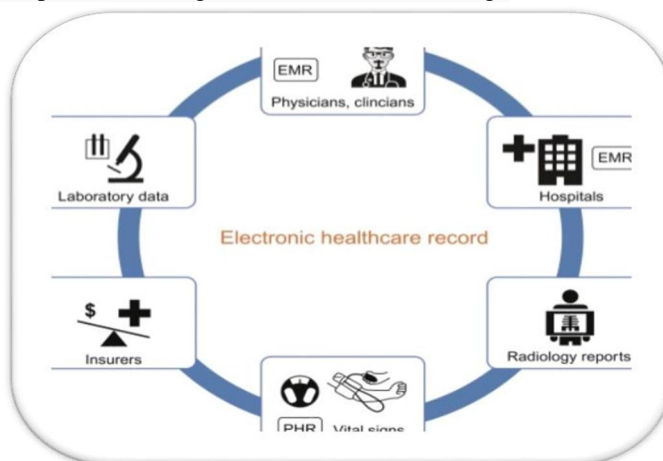 EMR
Physicians, clincians
Laboratory data
EMR
Hospitals
Electronic healthcare record
$
Insurers
Radiology reports
PHR
Vital signs